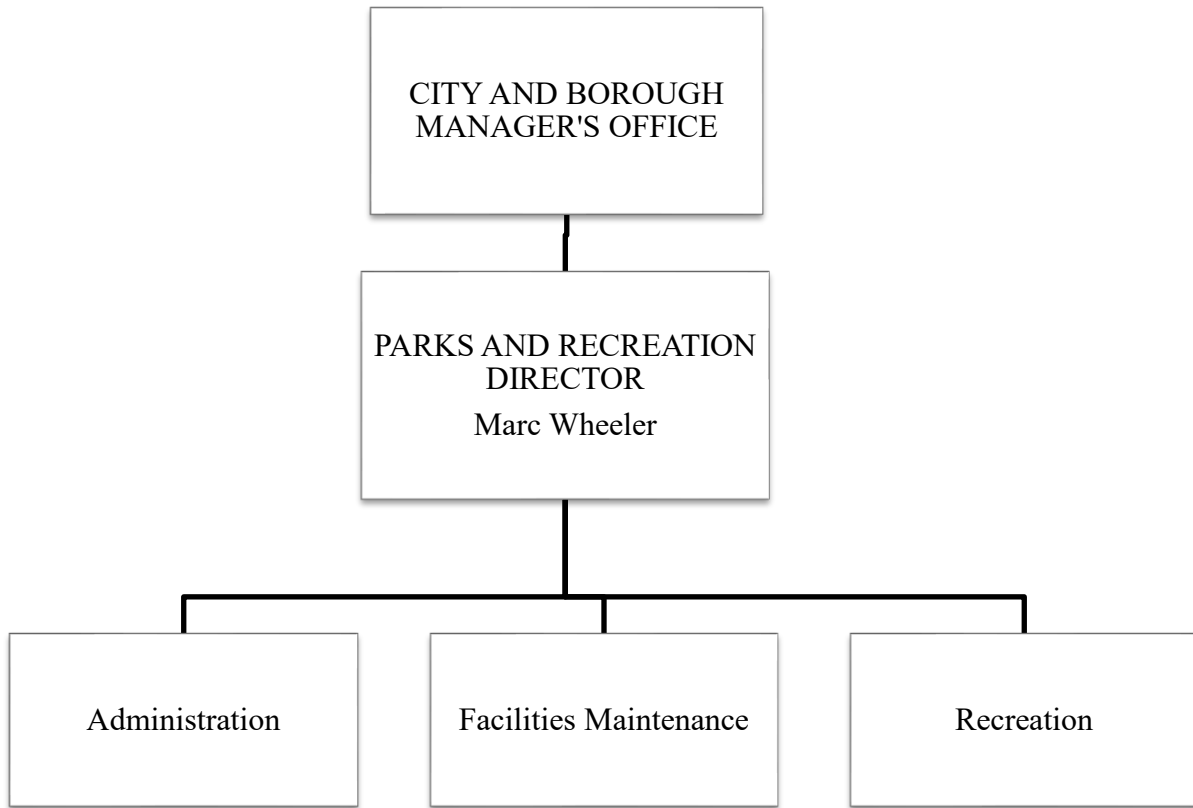 CITY AND BOROUGH
MANAGER'S OFFICE
PARKS AND RECREATION
DIRECTOR
Marc Wheeler
Administration
Facilities Maintenance
Recreation